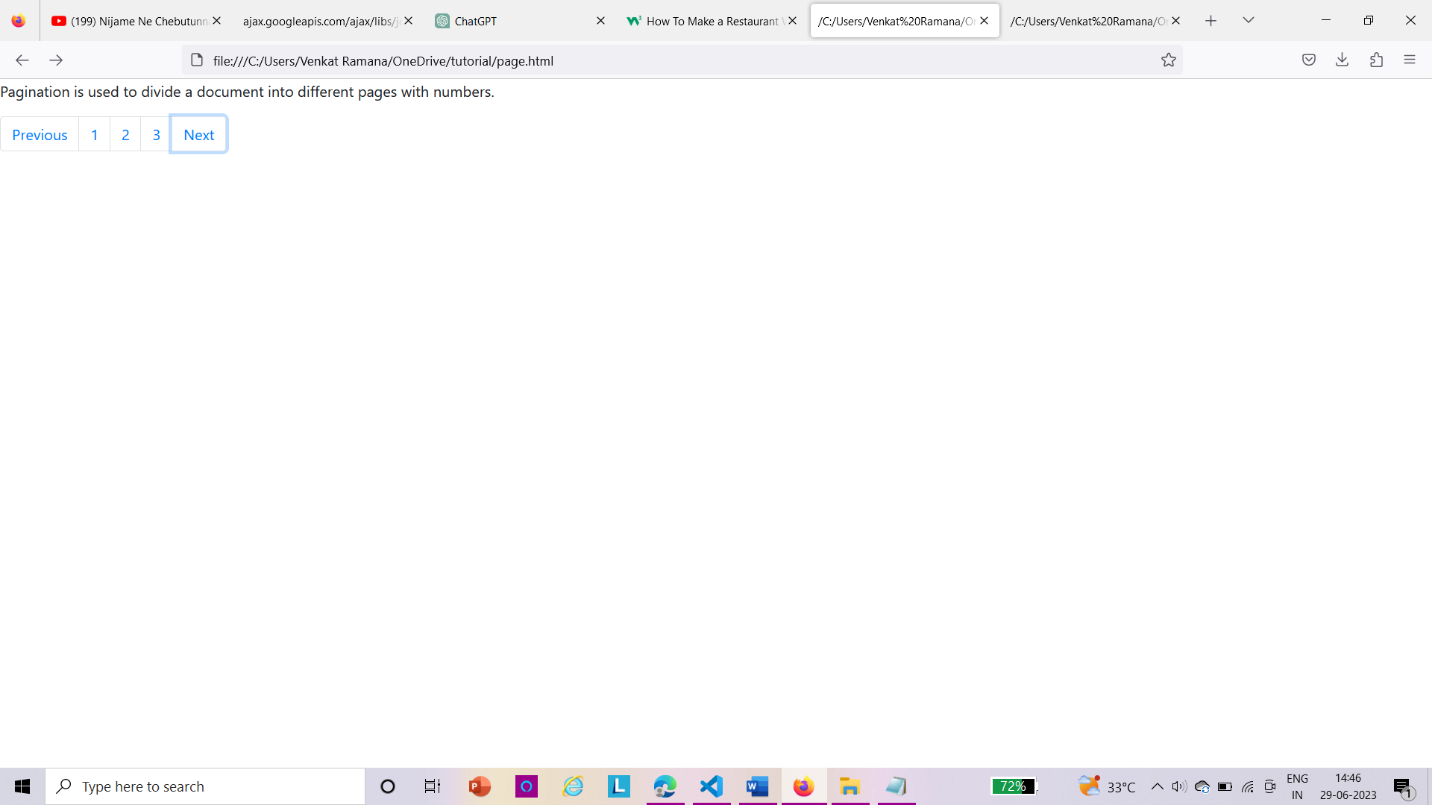 (199) Nijame Ne Chebutunn
ajax.googleapis.com/ajax/libs/j
ChatGPT
How To Make a Restaurant
/C:/Users/Venkat%20Ramana/On
/C:/Users/Venkat%20Ramana/O
file:///C:/Users/Venkat Ramana/OneDrive/tutorial/page.html
Pagination is used to divide a document into different pages with numbers.
Previous 1 2 3 Next
Type here to search
72%
33°C
ENG
IN
14:46
29-06-2023
1